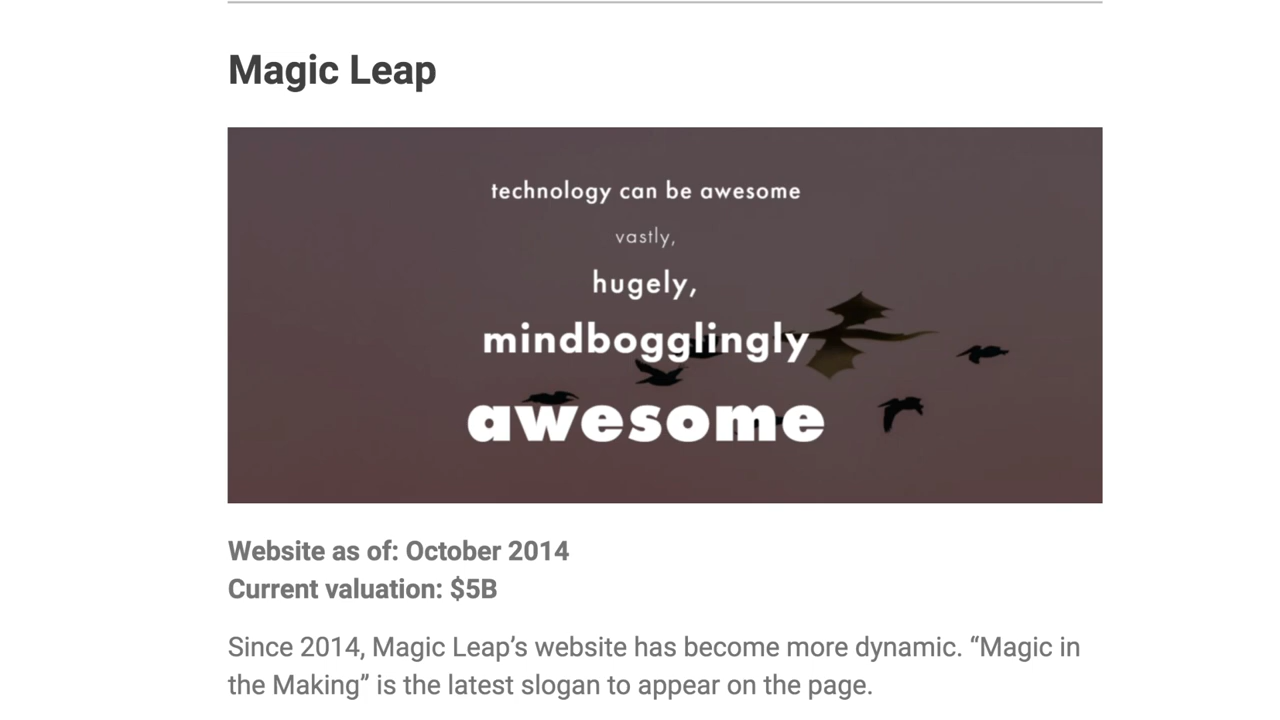 Magic Leap
technology can be awesome
vastly,
hugely,
mindbogglingly
awesome
Website as of: October 2014
Current valuation: $5B
Since 2014, Magic Leap’s website has become more dynamic. “Magic in
the Making” is the latest slogan to appear on the page.